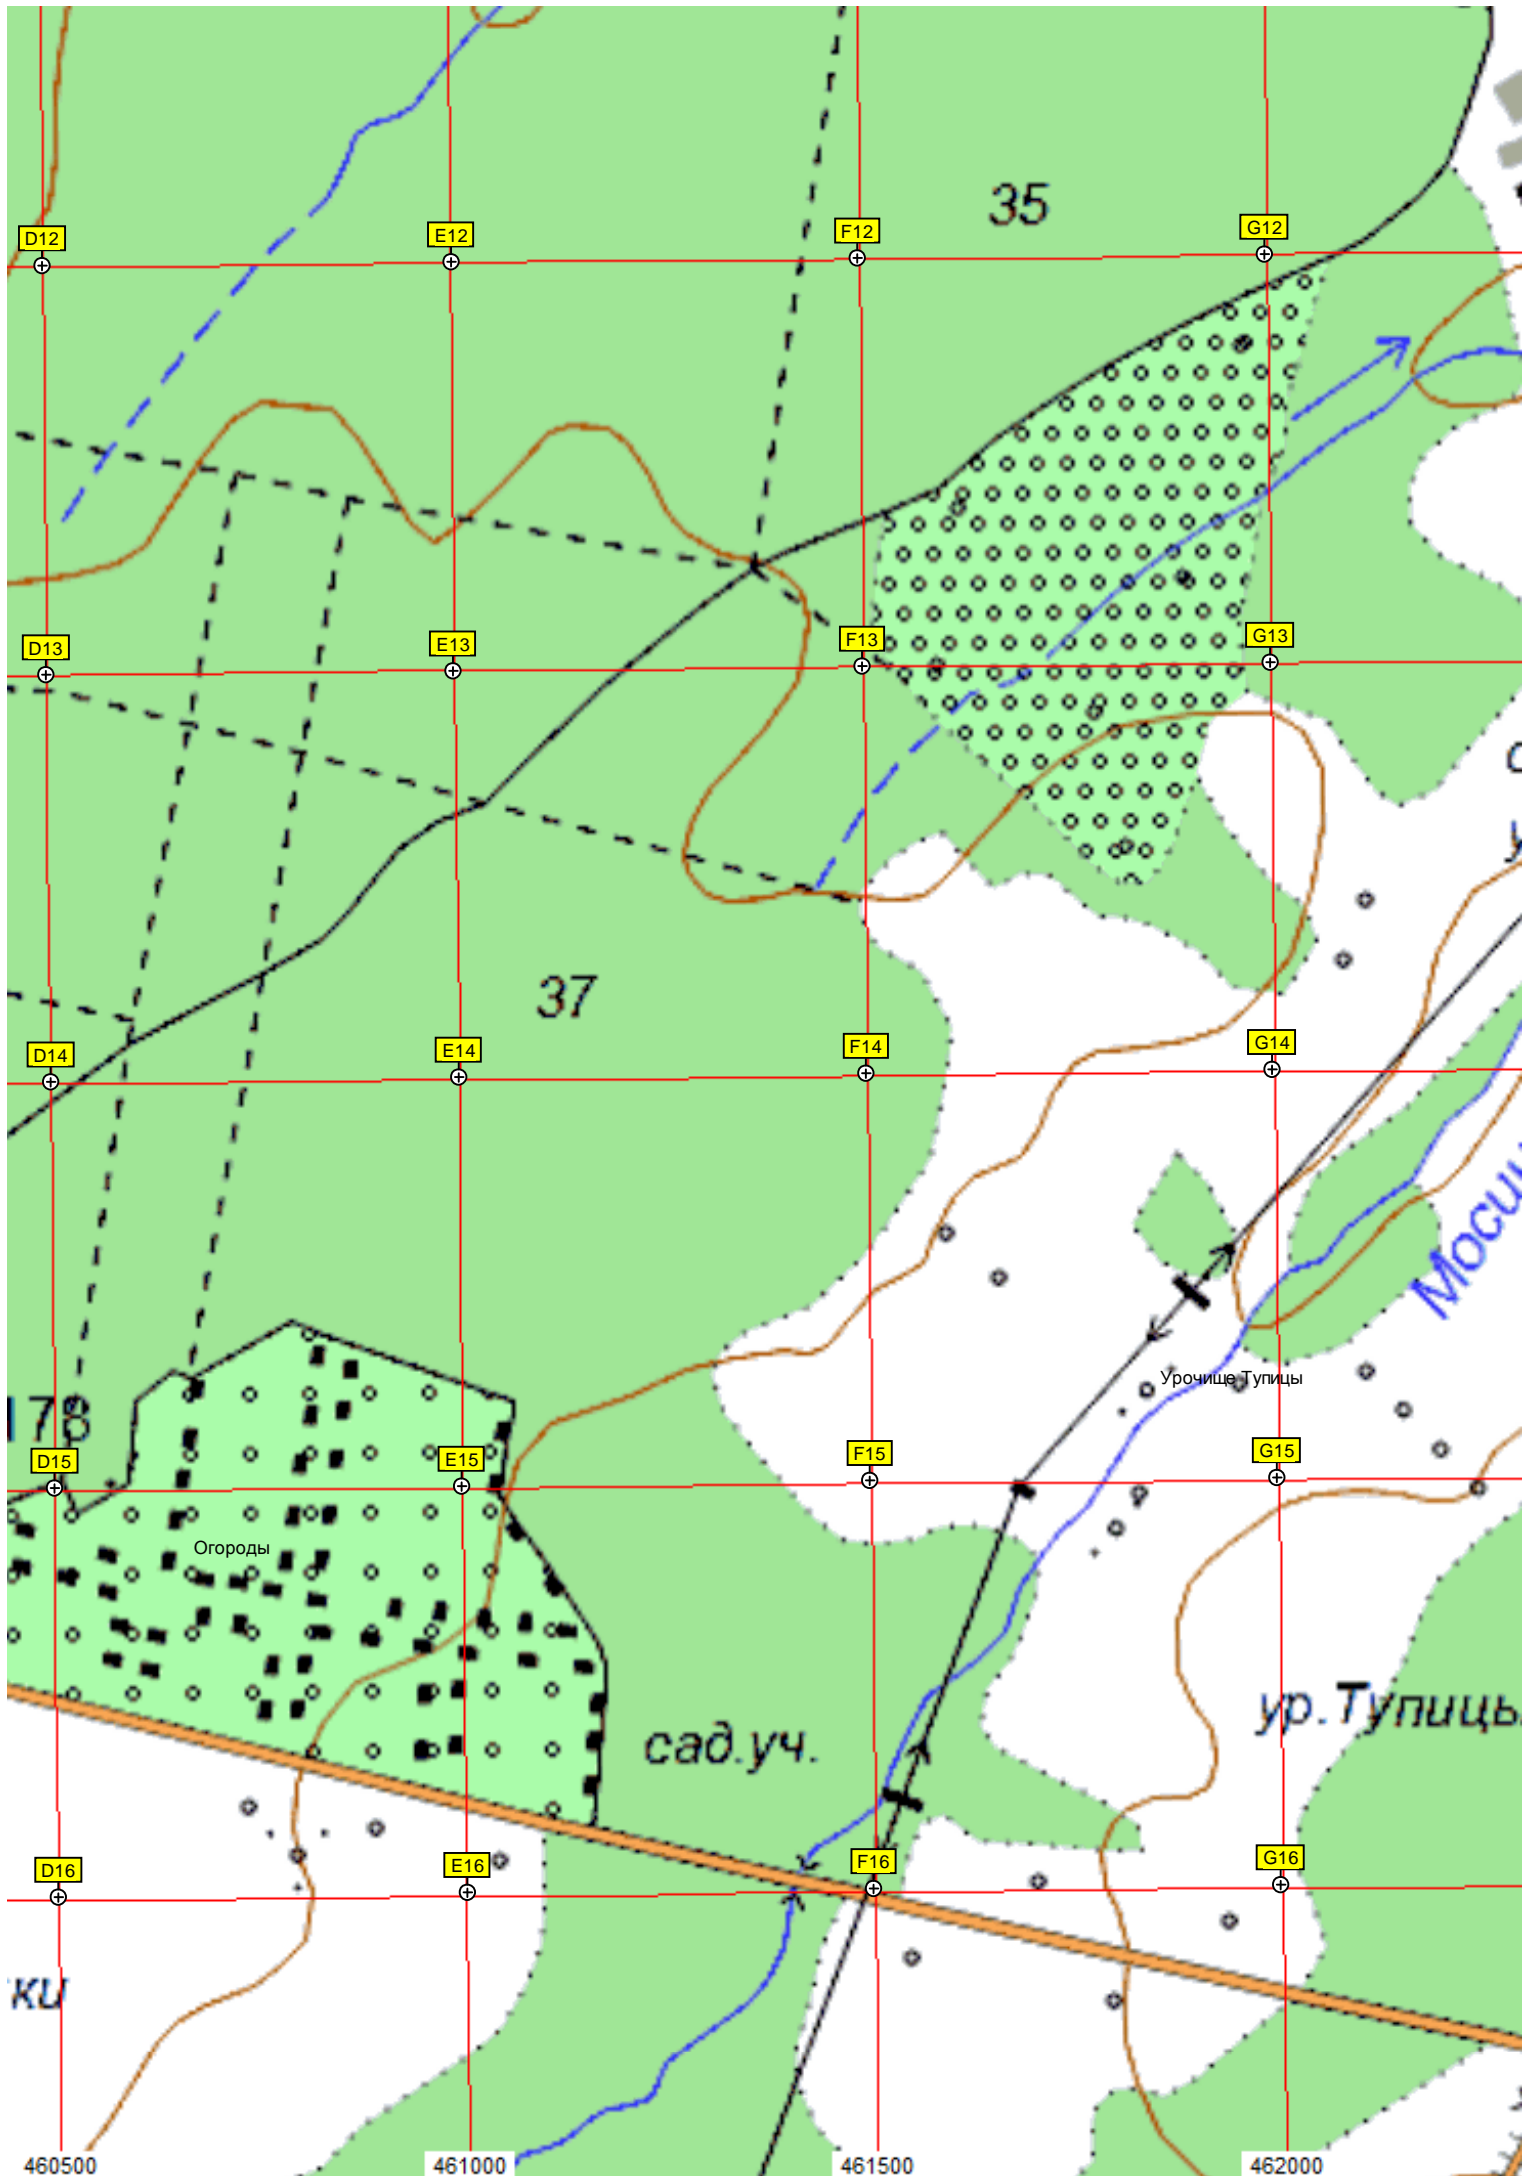 35
D12 E12 F12 G12
D13 E13 F13 G13
37
D14 E14 F14 G14
Урочище Тупицы
D15 E15 F15 G15
Огороды
сад.уч.
ур.Тупицы
D16 E16 F16 G16
460500 461000 461500 462000